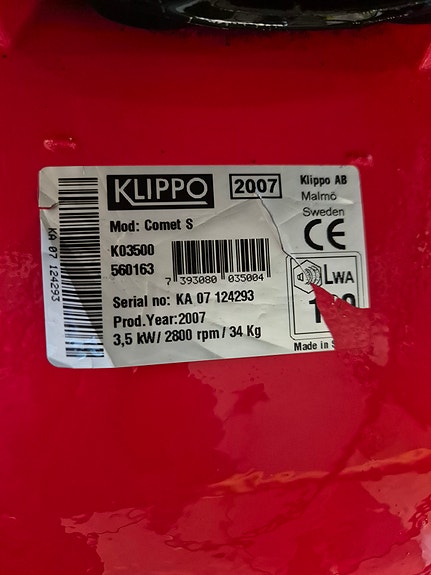 KLIPPO 2007
Klippo AB
Malmö
Sweden
CE
Mod: Comet S
K03500
560163
7 393080 035004
Serial no: KA 07 124293
Prod.Year:2007
3,5 kW/ 2800 rpm / 34 Kg
LWA
Made in
KA 07 124293